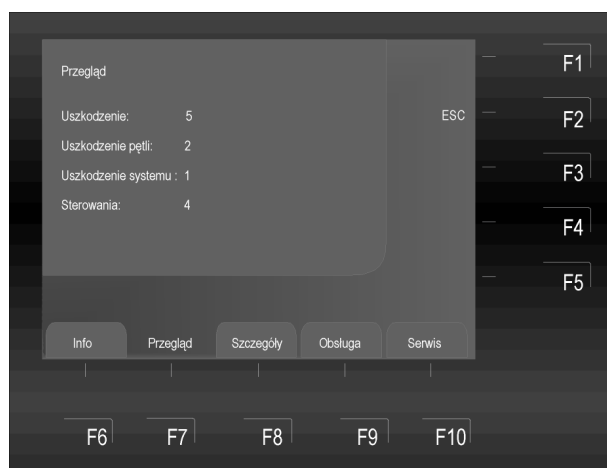 Przegląd
F1
Uszkodzenie: 5
ESC
F2
Uszkodzenie pętli: 2
Uszkodzenie systemu : 1
F3
Sterowania: 4
F4
F5
Info Przegląd Szczegóły Obsługa Serwis
F6 F7 F8 F9 F10